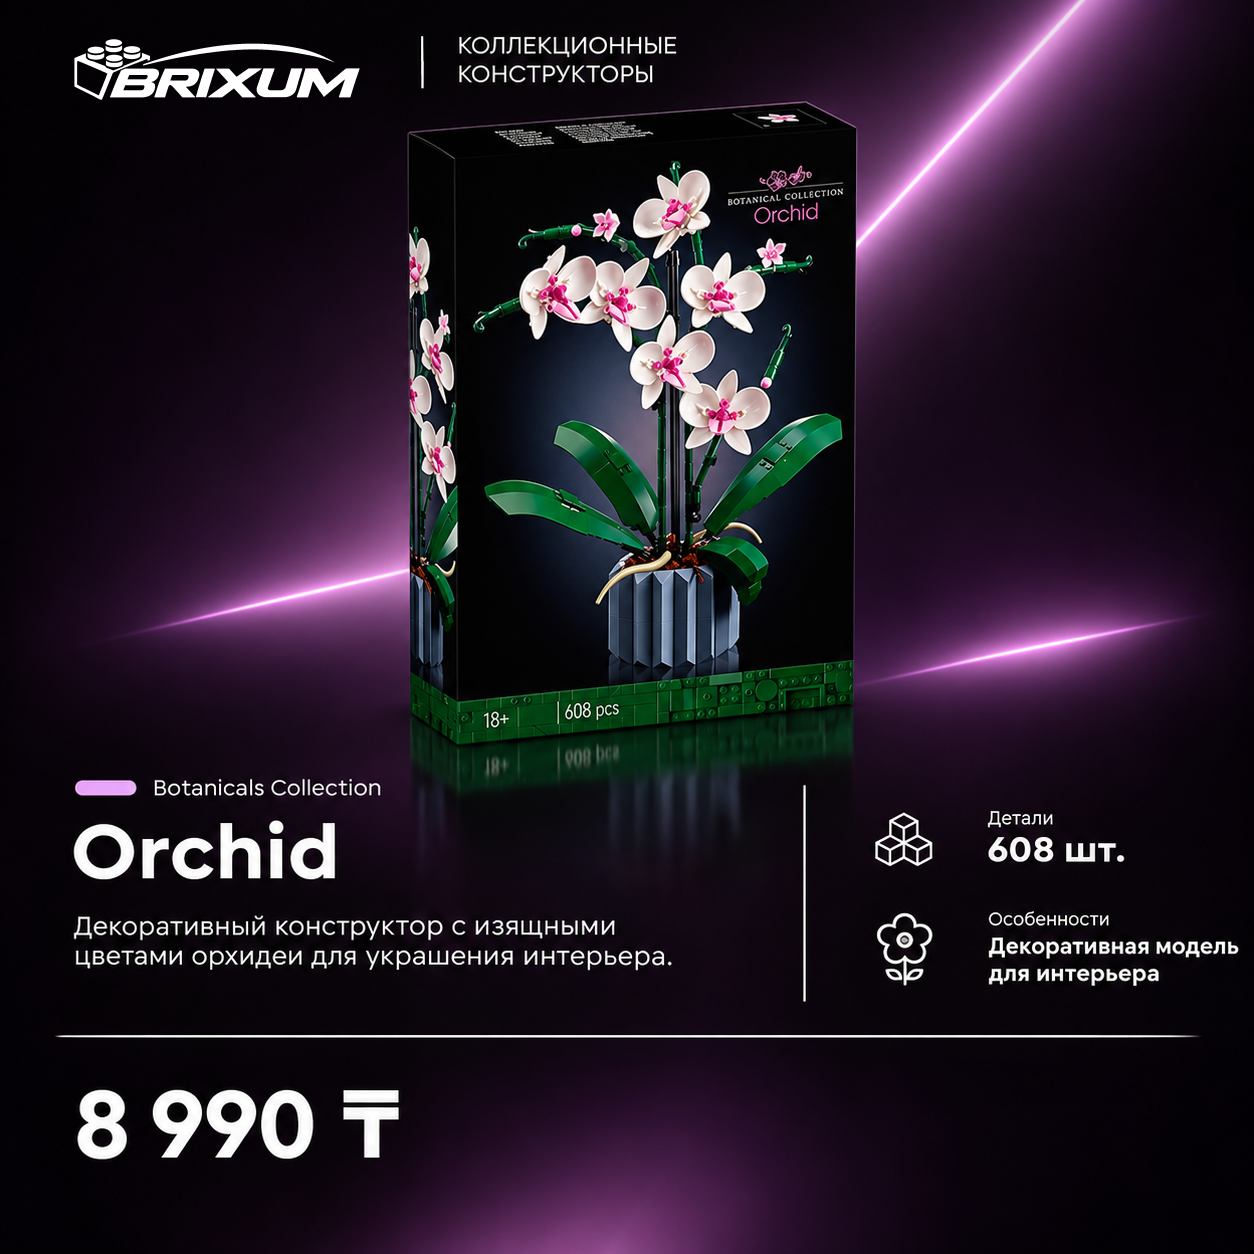 BRIXUM
КОЛЛЕКЦИОННЫЕ
КОНСТРУКТОРЫ
BOTANICAL COLLECTION
Orchid
18+
608 pcs
Botanicals Collection
Orchid
Декоративный конструктор с изящными
цветами орхидеи для украшения интерьера.
Детали
608 шт.
Особенности
Декоративная модель
для интерьера
8 990 ₸